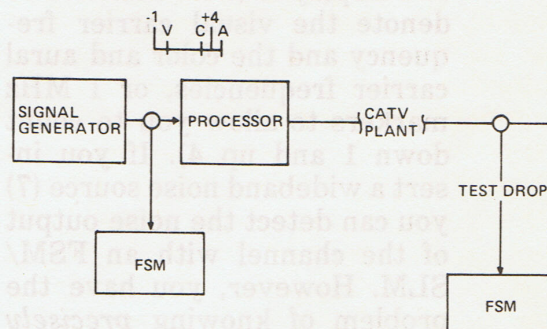 -1 +4
V C A
SIGNAL
GENERATOR
PROCESSOR
CATV
PLANT
TEST DROP
FSM
FSM
denote the visual carrier fre-
quency and the color and aural
carrier frequencies, or 1 MHz
down 1 and up 4). If you in-
sert a wideband noise source (7)
you can detect the noise output
of the channel with an FSM/
SLM. However, you have the
problem of knowing precisely